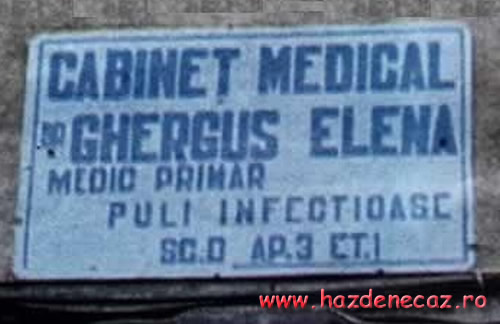 CABINET MEDICAL
DR GHERGUS ELENA
MEDIC PRIMAR
PULI INFECTIOASE
SC.D AP.3 ET.1
www.hazdenecaz.ro